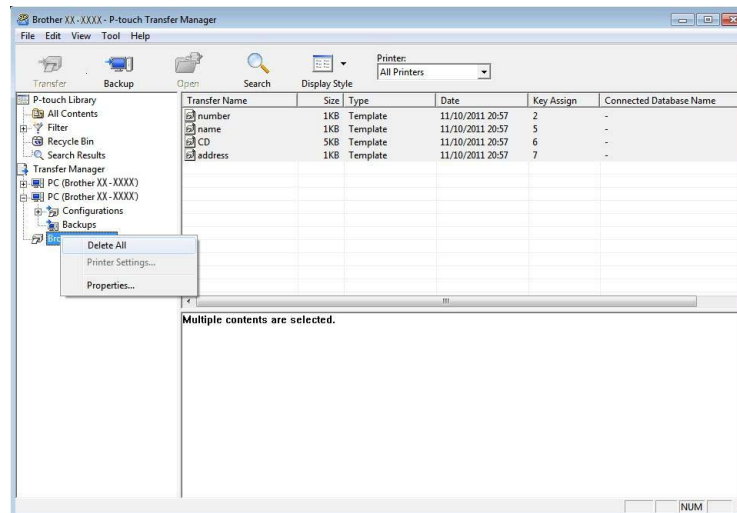 Brother XX-XXXX - P-touch Transfer Manager
File Edit View Tool Help
Transfer Backup Open Search Display Style
Printer:
All Printers
P-touch Library
All Contents
Filter
Recycle Bin
Search Results
Transfer Manager
PC (Brother XX-XXXX)
PC (Brother XX-XXXX)
Configurations
Backups
Delete All
Printer Settings...
Properties...
Transfer Name Size Type Date Key Assign Connected Database Name
number 1KB Template 11/10/2011 20:57 2 -
name 1KB Template 11/10/2011 20:57 5 -
CD 5KB Template 11/10/2011 20:57 6 -
address 1KB Template 11/10/2011 20:57 7 -
Multiple contents are selected.
NUM